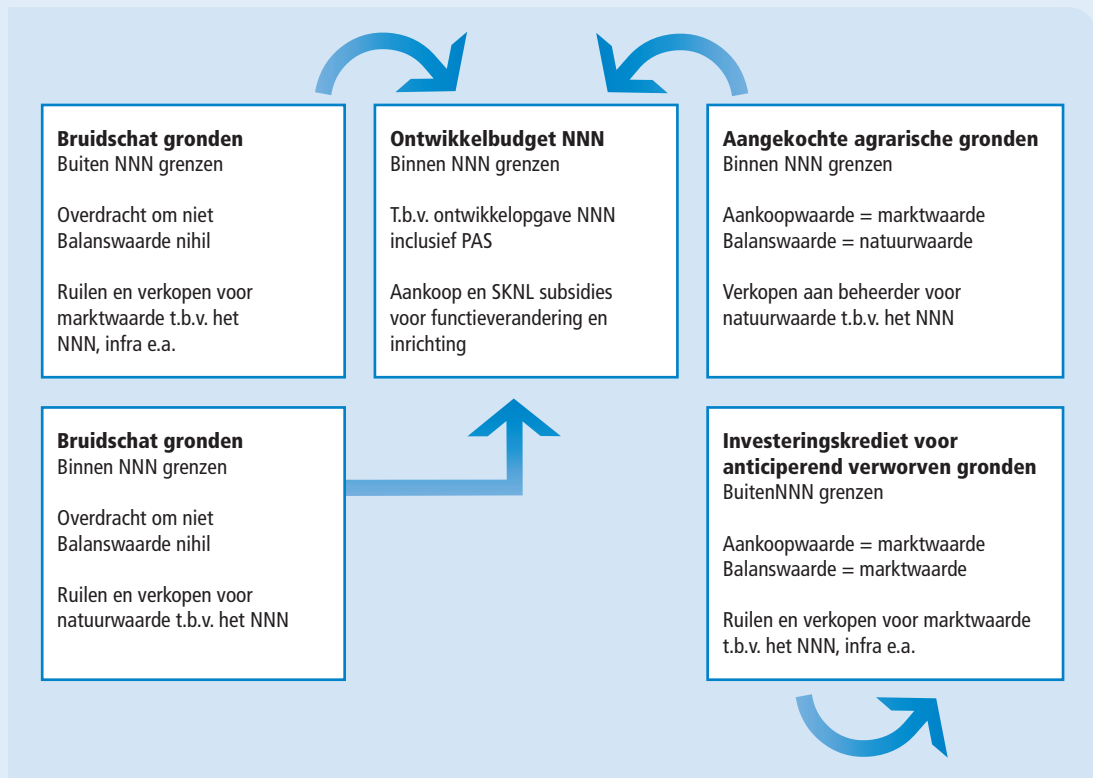 Bruidschat gronden
Buiten NNN grenzen
Overdracht om niet
Balanswaarde nihil
Ruilen en verkopen voor
marktwaarde t.b.v. het
NNN, infra e.a.
Ontwikkelbudget NNN
Binnen NNN grenzen
T.b.v. ontwikkelopgave NNN
inclusief PAS
Aankoop en SKNL subsidies
voor functieverandering en
inrichting
Aangekochte agrarische gronden
Binnen NNN grenzen
Aankoopwaarde = marktwaarde
Balanswaarde = natuurwaarde
Verkopen aan beheerder voor
natuurwaarde t.b.v. het NNN
Bruidschat gronden
Binnen NNN grenzen
Overdracht om niet
Balanswaarde nihil
Ruilen en verkopen voor
natuurwaarde t.b.v. het NNN
Investeringskrediet voor
anticiperend verworven gronden
BuitenNNN grenzen
Aankoopwaarde = marktwaarde
Balanswaarde = marktwaarde
Ruilen en verkopen voor marktwaarde
t.b.v. het NNN, infra e.a.